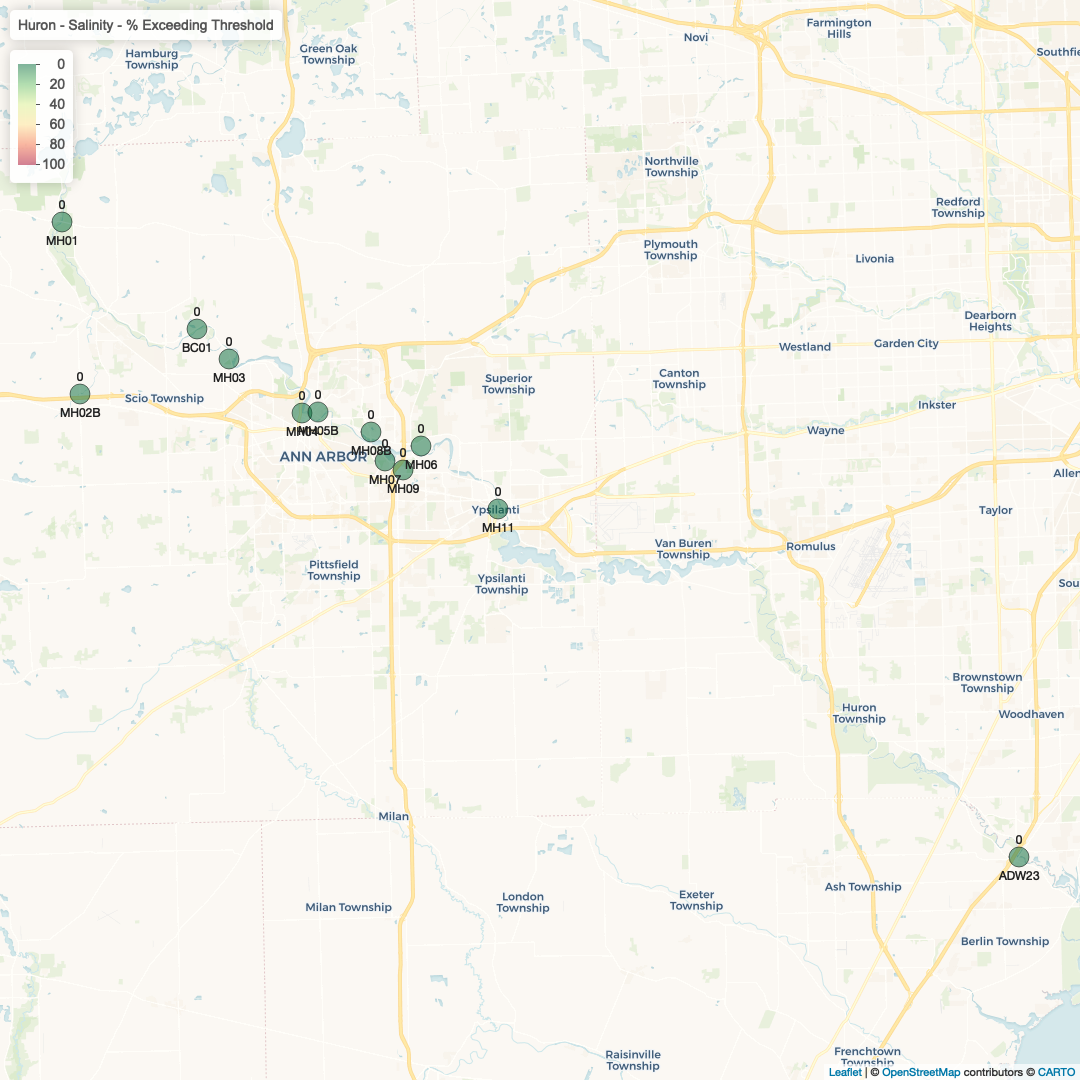 Huron - Salinity - % Exceeding Threshold
0
20
40
60
80
100
Hamburg
Township
Green Oak
Township
Novi
Farmington
Hills
Northville
Township
Redford
Township
Plymouth
Township
Livonia
0
MH01
0
BC01
0
MH03
0
MH02B
Scio Township
Dearborn
Heights
Westland
Garden City
Superior
Township
Canton
Township
Inkster
Wayne
0
MH04
0
MH05B
0
MH08B
ANN ARBOR
0
MH07
0
MH09
0
MH06
0
Ypsilanti
MH11
Taylor
Van Buren
Township
Romulus
Pittsfield
Township
Ypsilanti
Township
Brownstown
Township
Woodhaven
Huron
Township
Milan
0
ADW23
Milan Township
London
Township
Exeter
Township
Ash Township
Berlin Township
Raisinville
Township
Frenchtown
Township
Leaflet | © OpenStreetMap contributors © CARTO